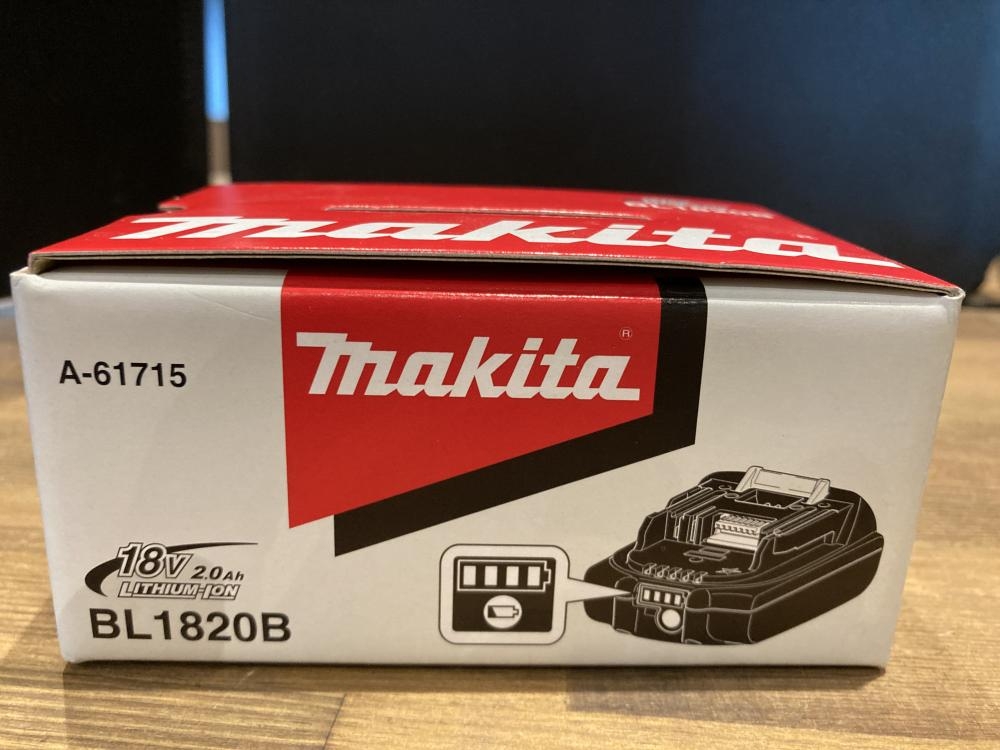 makita ®
makita ®
A-61715
18V 2.0Ah
LITHIUM-ION
BL1820B